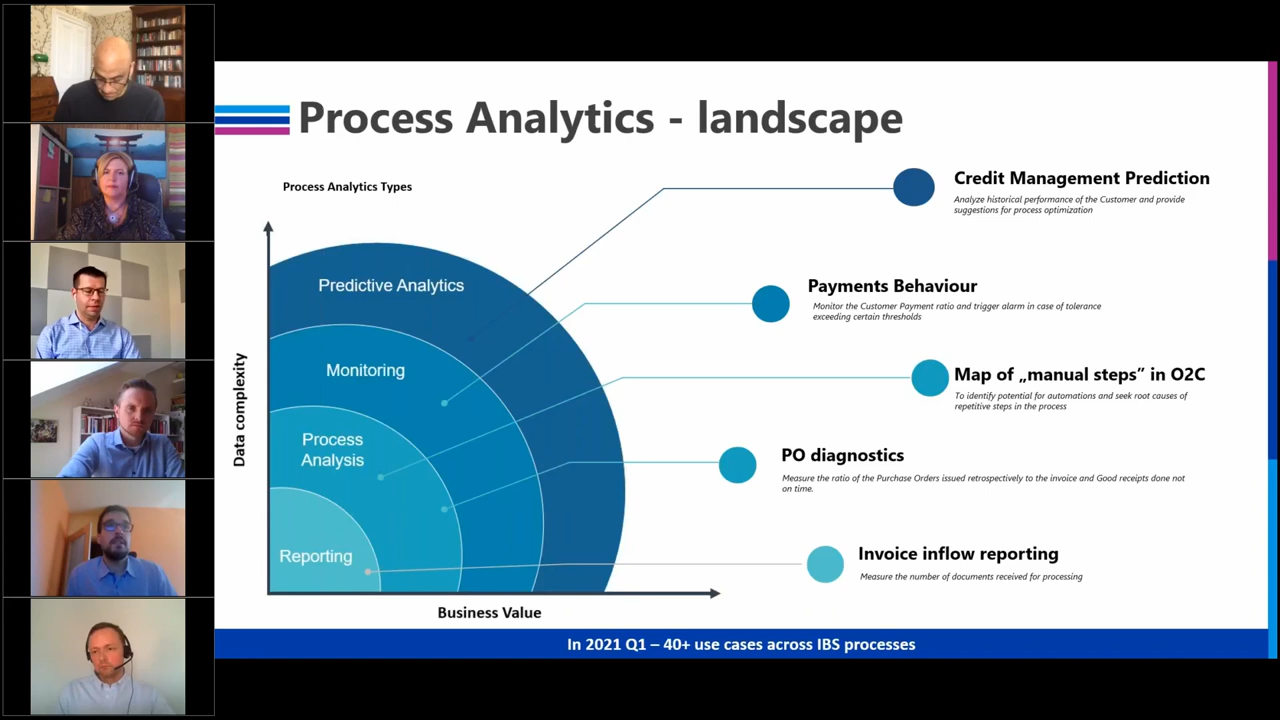 Process Analytics - landscape
Process Analytics Types
Credit Management Prediction
Analyze historical performance of the Customer and provide
suggestions for process optimization
Predictive Analytics
Payments Behaviour
Monitor the Customer Payment ratio and trigger alarm in case of tolerance
exceeding certain thresholds
Monitoring
Map of „manual steps” in O2C
To identify potential for automations and seek root causes of
repetitive steps in the process
Data complexity
Process
Analysis
PO diagnostics
Measure the ratio of the Purchase Orders issued retrospectively to the invoice and Good receipts done not
on time.
Reporting
Invoice inflow reporting
Measure the number of documents received for processing
Business Value
In 2021 Q1 – 40+ use cases across IBS processes